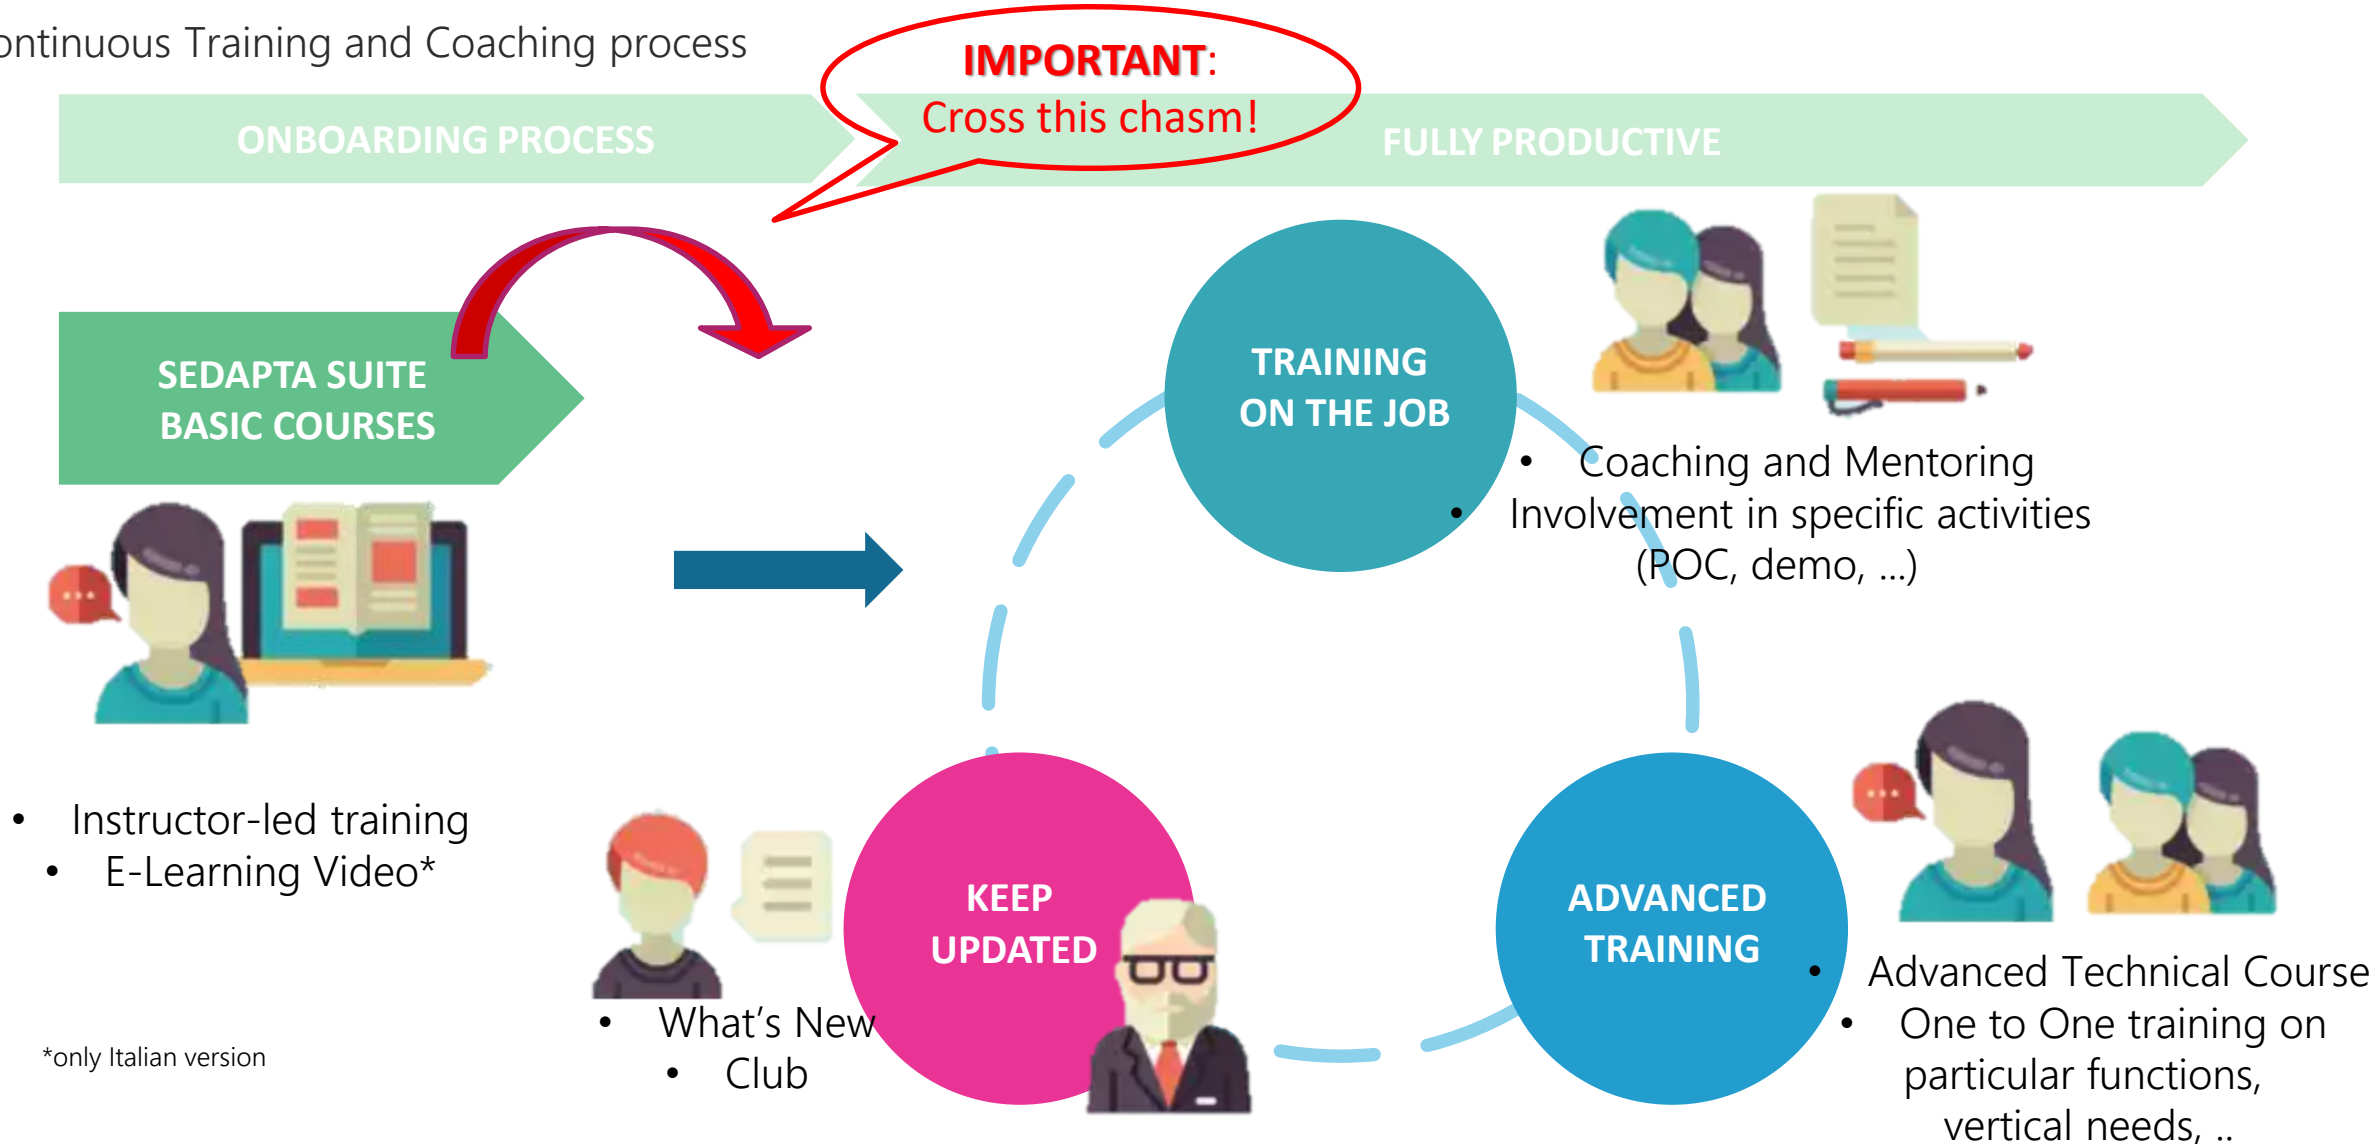 ontinuous Training and Coaching process
IMPORTANT:
Cross this chasm!
ONBOARDING PROCESS
FULLY PRODUCTIVE
SEDAPTA SUITE
BASIC COURSES
TRAINING
ON THE JOB
• Coaching and Mentoring
• Involvement in specific activities
(POC, demo, ...)
• Instructor-led training
• E-Learning Video*
KEEP
UPDATED
ADVANCED
TRAINING
• What's New
• Club
• Advanced Technical Course
• One to One training on
particular functions,
vertical needs, ..
*only Italian version